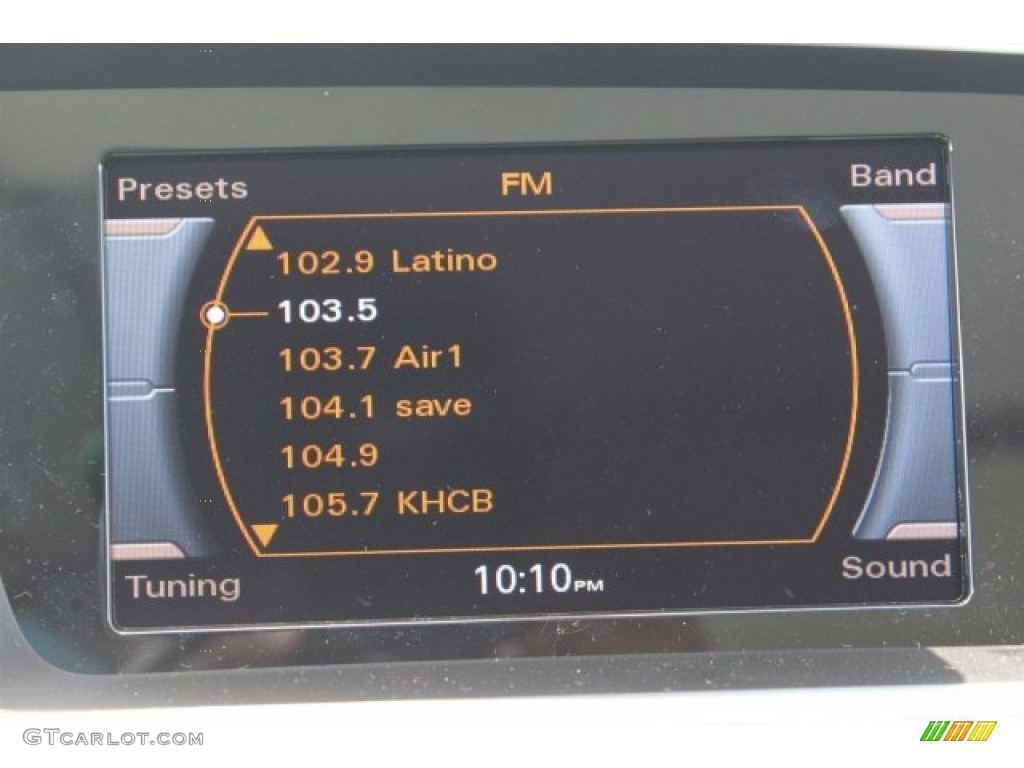 Presets FM Band
102.9 Latino
103.5
103.7 Air1
104.1 save
104.9
105.7 KHCB
Tuning 10:10PM Sound
GTcarlot.com